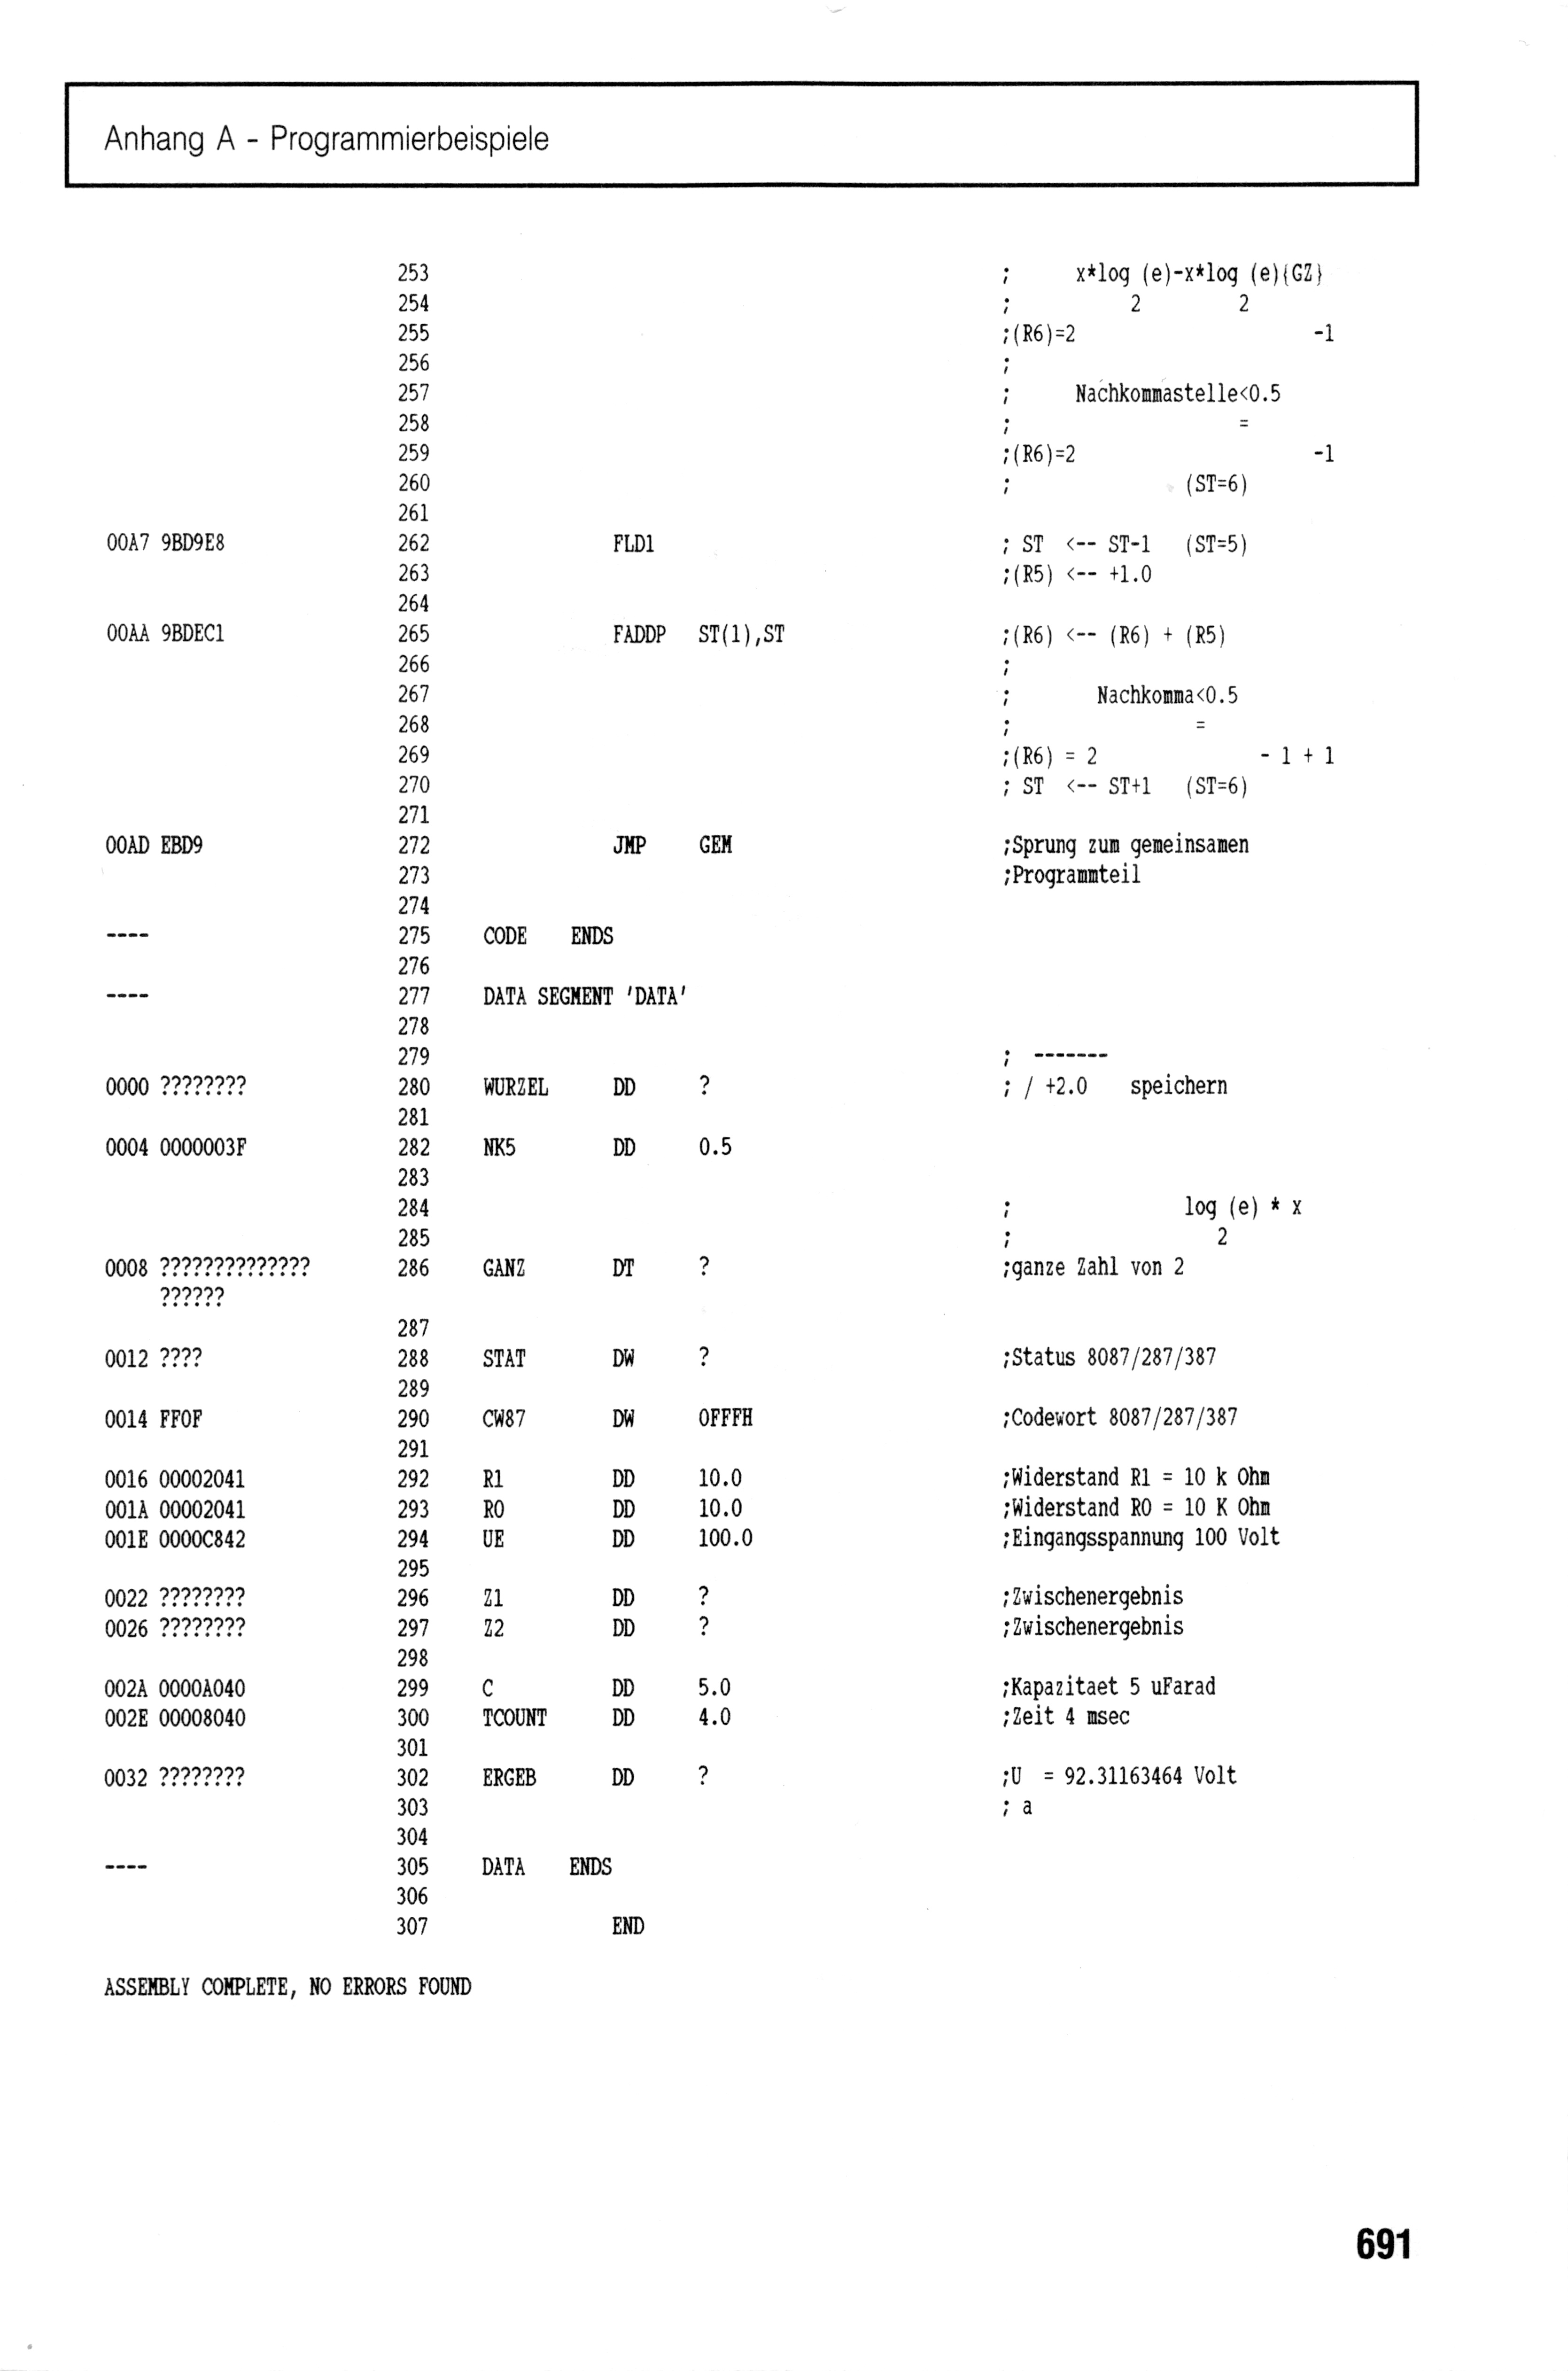 Anhang A - Programmierbeispiele
253 ; x*log (e)-x*log (e){GZ}
254 ; 2 2
255 ;(R6)=2 -1
256 ;
257 ; Nachkommastelle<0.5
258 ; =
259 ;(R6)=2 -1
260 ; (ST=6)
261
00A7 9BD9E8 262 FLD1 ; ST <-- ST-1 (ST=5)
263 ;(R5) <-- +1.0
264
00AA 9BDEC1 265 FADDP ST(1),ST ;(R6) <-- (R6) + (R5)
266 ;
267 ; Nachkomma<0.5
268 ; =
269 ;(R6) = 2 - 1 + 1
270 ; ST <-- ST+1 (ST=6)
271
00AD EBD9 272 JMP GEM ;Sprung zum gemeinsamen
273 ;Programmteil
274
---- 275 CODE ENDS
276
---- 277 DATA SEGMENT 'DATA'
278
279 ; -------
0000 ???????? 280 WURZEL DD ? ; / +2.0 speichern
281
0004 0000003F 282 NK5 DD 0.5
283
284 ; log (e) * x
285 ; 2
0008 ?????????????? 286 GANZ DT ? ;ganze Zahl von 2
??????
287
0012 ???? 288 STAT DW ? ;Status 8087/287/387
289
0014 FF0F 290 CW87 DW 0FFFH ;Codewort 8087/287/387
291
0016 00002041 292 R1 DD 10.0 ;Widerstand R1 = 10 k Ohm
001A 00002041 293 R0 DD 10.0 ;Widerstand R0 = 10 K Ohm
001E 0000C842 294 UE DD 100.0 ;Eingangsspannung 100 Volt
295
0022 ???????? 296 Z1 DD ? ;Zwischenergebnis
0026 ???????? 297 Z2 DD ? ;Zwischenergebnis
298
002A 0000A040 299 C DD 5.0 ;Kapazitaet 5 uFarad
002E 00008040 300 TCOUNT DD 4.0 ;Zeit 4 msec
301
0032 ???????? 302 ERGEB DD ? ;U = 92.31163464 Volt
303 ; a
304
---- 305 DATA ENDS
306
307 END
ASSEMBLY COMPLETE, NO ERRORS FOUND
691